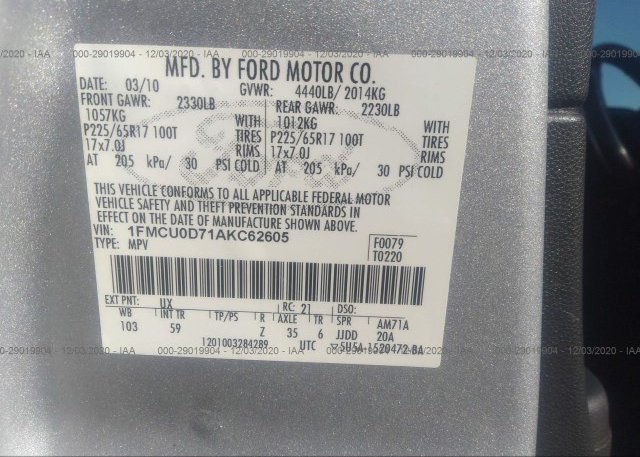 000-29019904 - 12/03/2020 - IAA
MFD. BY FORD MOTOR CO.
DATE: 03/10 GVWR: 4440LB/ 2014KG
FRONT GAWR: 2330LB REAR GAWR: 2230LB
1057KG WITH 1012KG WITH
P225/65R17 100T TIRES P225/65R17 100T TIRES
17x7.0J RIMS 17x7.0J RIMS
AT 205 kPa/ 30 PSI COLD AT 205 kPa/ 30 PSI COLD
Ford
THIS VEHICLE CONFORMS TO ALL APPLICABLE FEDERAL MOTOR
VEHICLE SAFETY AND THEFT PREVENTION STANDARDS IN
EFFECT ON THE DATE OF MANUFACTURE SHOWN ABOVE.
VIN: 1FMCU0D71AKC62605
TYPE: MPV
F0079
T0220
EXT PNT: UX RC: 21 DSO:
WB INT TR TP/PS R AXLE TR SPR AM71A
103 59 Z 35 6 JJDD 20A
1201003284289 UTC 5U5A-1520472-BA
000-29019904 - 12/03/2020 - IAA